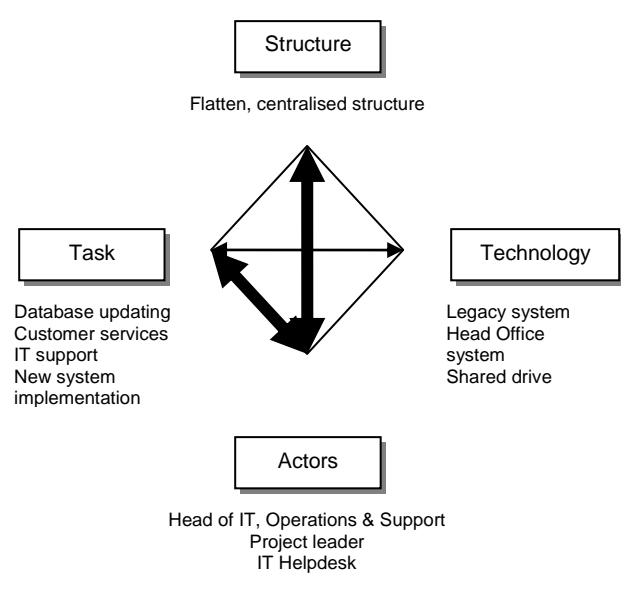 Structure
Flatten, centralised structure
Task
Database updating
Customer services
IT support
New system
implementation
Technology
Legacy system
Head Office
system
Shared drive
Actors
Head of IT, Operations & Support
Project leader
IT Helpdesk